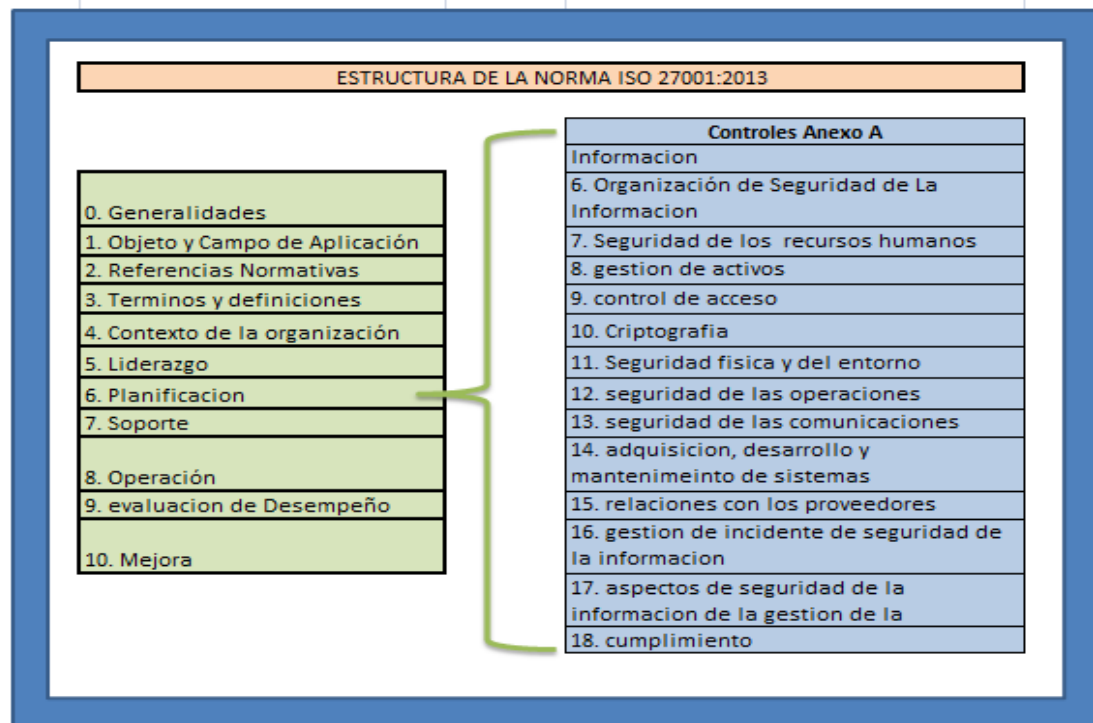 ESTRUCTURA DE LA NORMA ISO 27001:2013
0. Generalidades
1. Objeto y Campo de Aplicación
2. Referencias Normativas
3. Terminos y definiciones
4. Contexto de la organización
5. Liderazgo
6. Planificacion
7. Soporte
8. Operación
9. evaluacion de Desempeño
10. Mejora
Controles Anexo A
Informacion
6. Organización de Seguridad de La
Informacion
7. Seguridad de los recursos humanos
8. gestion de activos
9. control de acceso
10. Criptografia
11. Seguridad fisica y del entorno
12. seguridad de las operaciones
13. seguridad de las comunicaciones
14. adquisicion, desarrollo y
mantenimeinto de sistemas
15. relaciones con los proveedores
16. gestion de incidente de seguridad de
la informacion
17. aspectos de seguridad de la
informacion de la gestion de la
18. cumplimiento